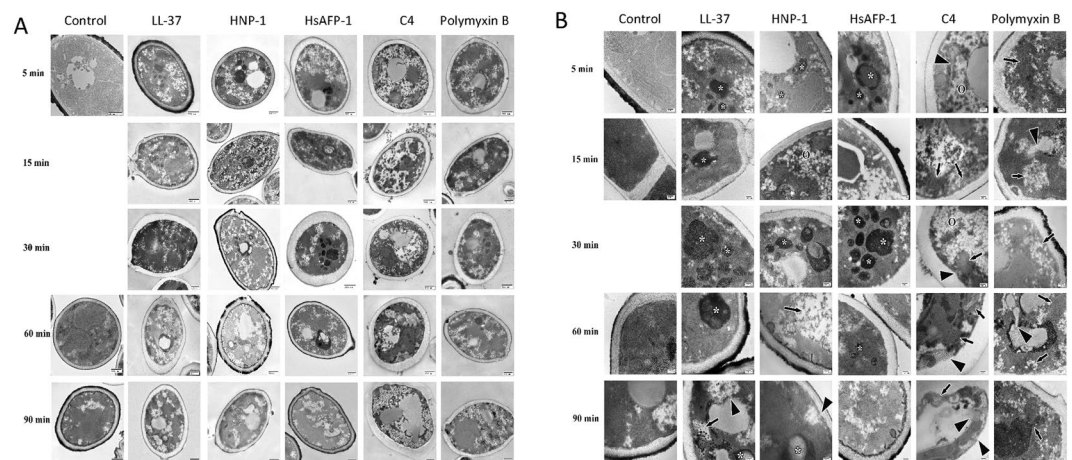 A
Control LL-37 HNP-1 HsAFP-1 C4 Polymyxin B
5 min
15 min
30 min
60 min
90 min
B
Control LL-37 HNP-1 HsAFP-1 C4 Polymyxin B
5 min
* * * * * * O
15 min
* O
30 min
O
60 min
90 min